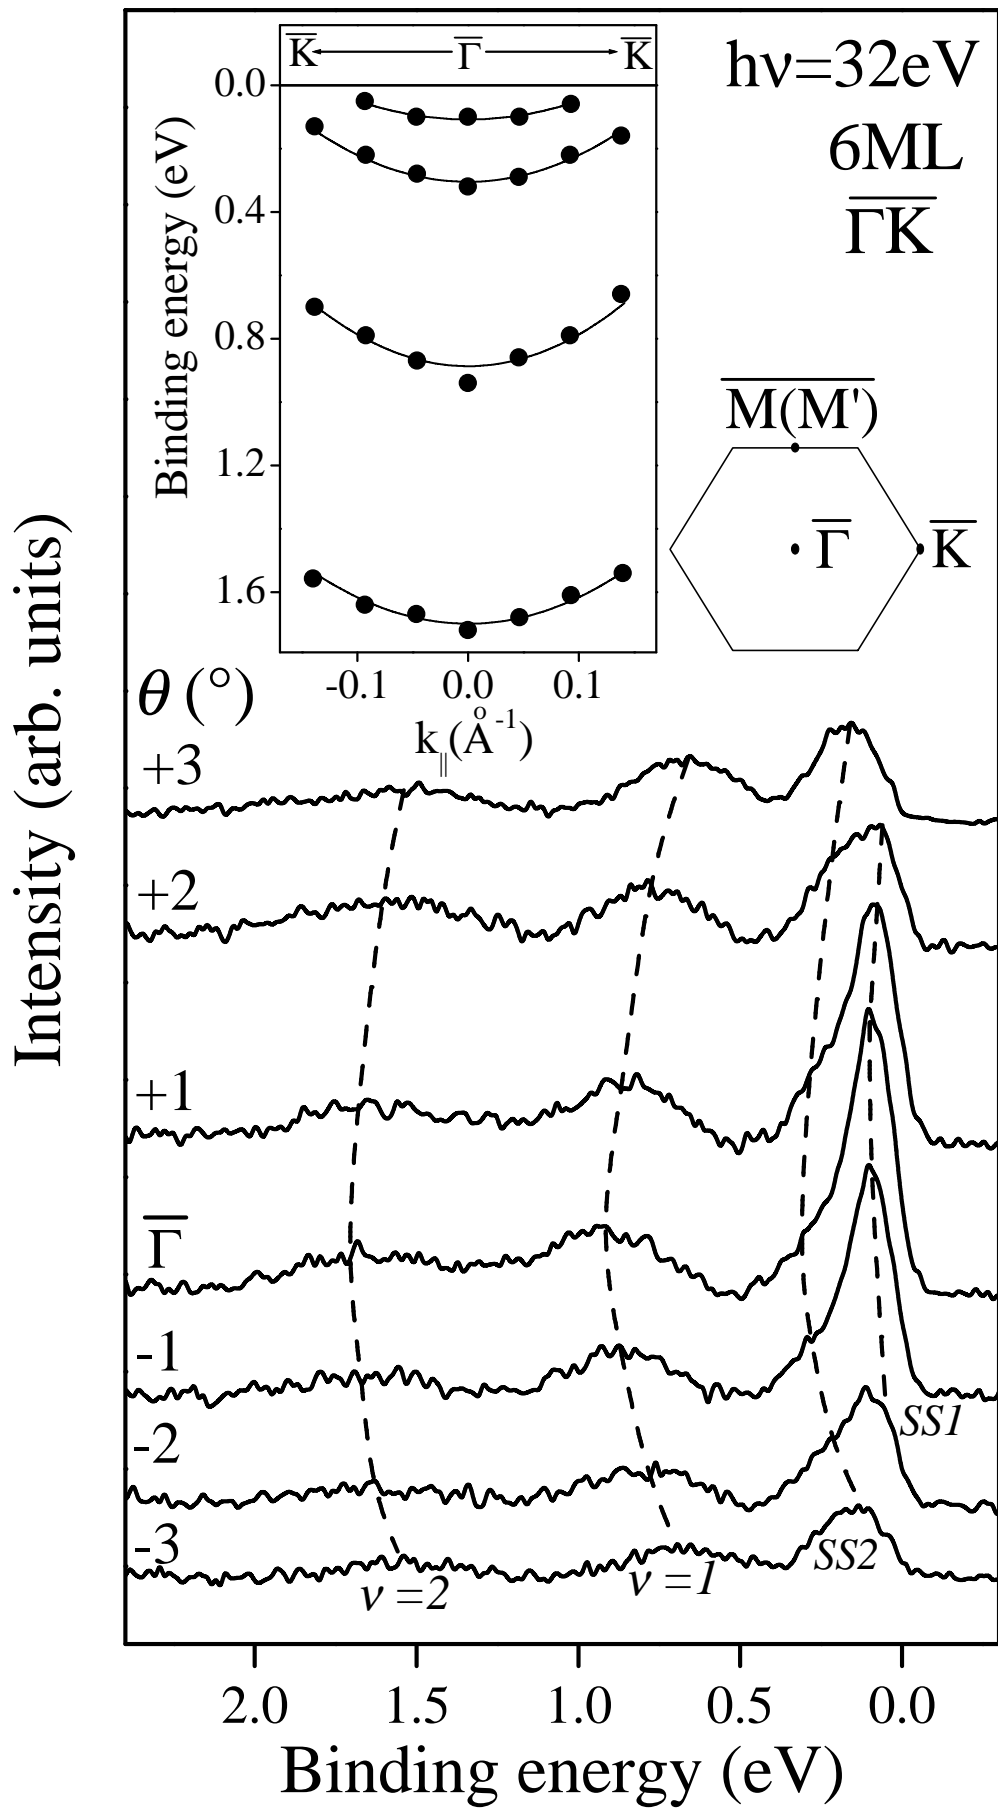 K̅ Γ̅ K̅
0.0
0.4
0.8
1.2
1.6
Binding energy (eV)
-0.1 0.0 0.1
k||(Å-1)
hν=32eV
6ML
Γ̅K̅
M(M')
Γ̅ K̅
Intensity (arb. units)
θ (°)
+3
+2
+1
Γ̅
-1
-2
-3
SS1
SS2
ν =1
ν =2
2.0 1.5 1.0 0.5 0.0
Binding energy (eV)